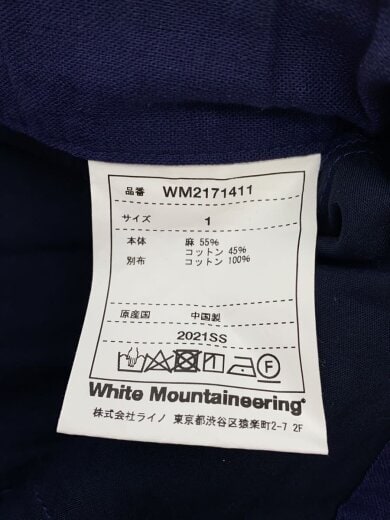 品番 WM2171411
サイズ 1
本体 麻 55%
コットン 45%
別布 コットン 100%
原産国 中国製
2021SS
F
White Mountaineering®
株式会社ライノ 東京都渋谷区猿楽町2-7 2F